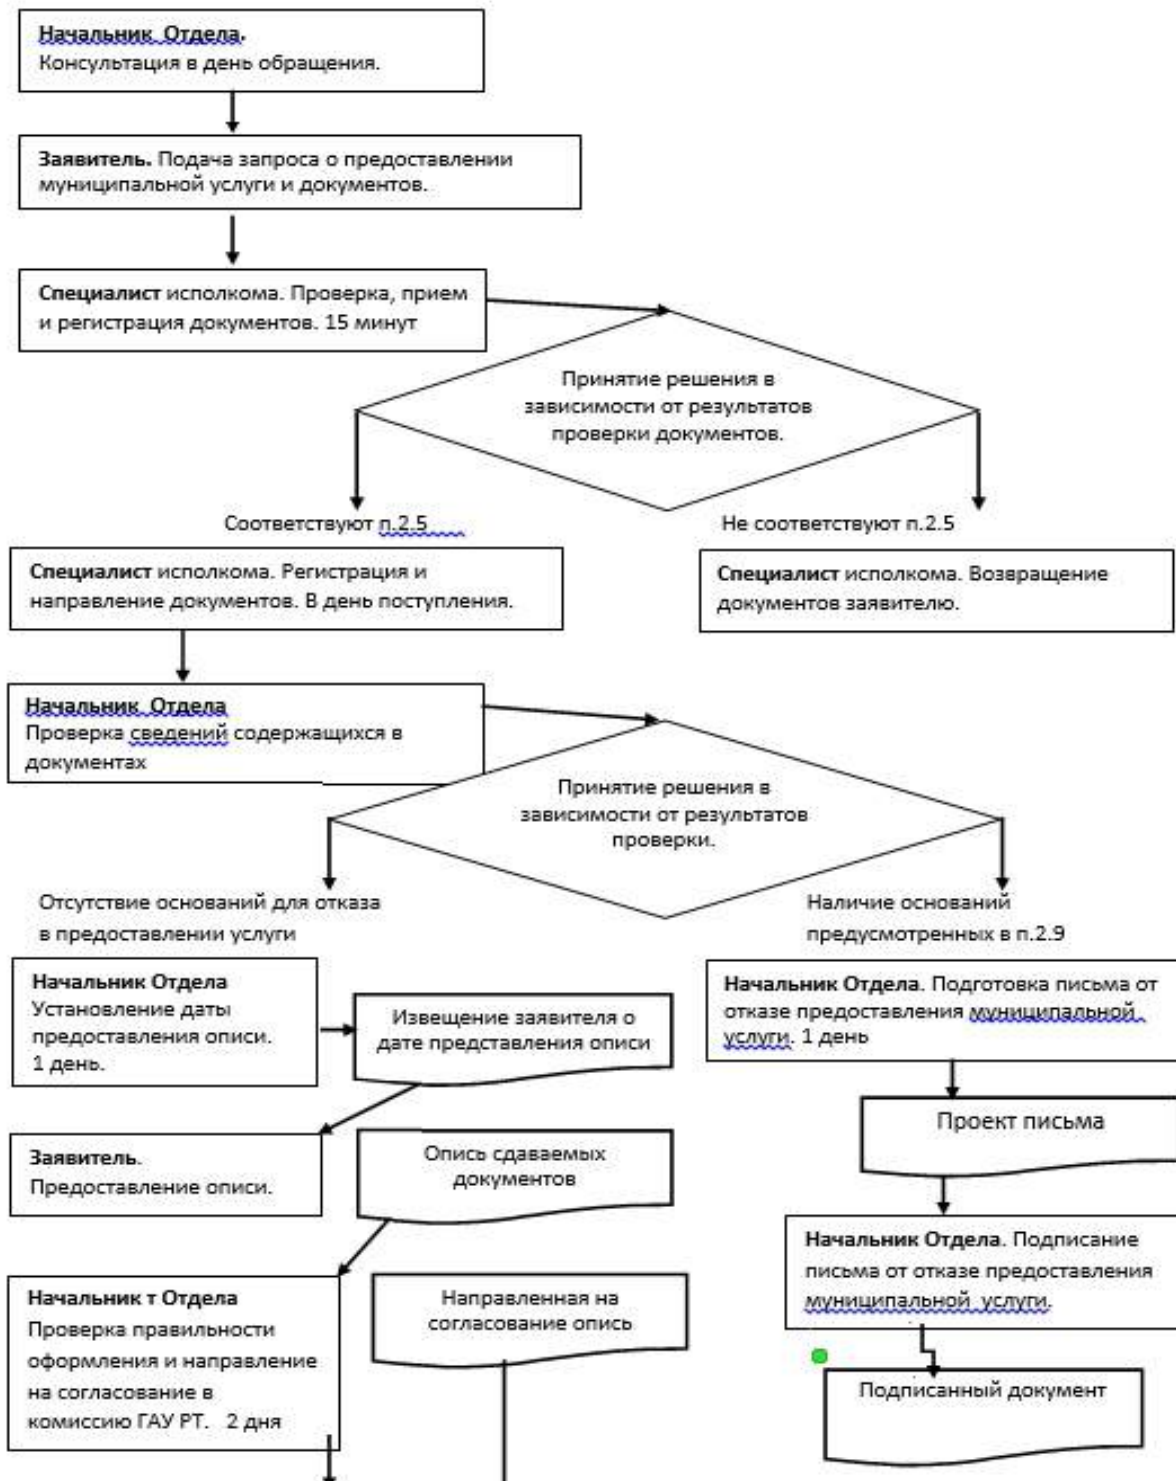 Начальник Отдела.
Консультация в день обращения.
Заявитель. Подача запроса о предоставлении
муниципальной услуги и документов.
Специалист исполкома. Проверка, прием
и регистрация документов. 15 минут
Принятие решения в
зависимости от результатов
проверки документов.
Соответствуют п.2.5
Не соответствуют п.2.5
Специалист исполкома. Регистрация и
направление документов. В день поступления.
Специалист исполкома. Возвращение
документов заявителю.
Начальник Отдела
Проверка сведений содержащихся в
документах
Принятие решения в
зависимости от результатов
проверки.
Отсутствие оснований для отказа
в предоставлении услуги
Наличие оснований
предусмотренных в п.2.9
Начальник Отдела
Установление даты
предоставления описи.
1 день.
Извещение заявителя о
дате представления описи
Начальник Отдела. Подготовка письма от
отказе предоставления муниципальной
услуги. 1 день
Проект письма
Заявитель.
Предоставление описи.
Опись сдаваемых
документов
Начальник Отдела. Подписание
письма от отказе предоставления
муниципальной услуги.
Начальник т Отдела
Проверка правильности
оформления и направление
на согласование в
комиссию ГАУ РТ. 2 дня
Направленная на
согласование опись
Подписанный документ